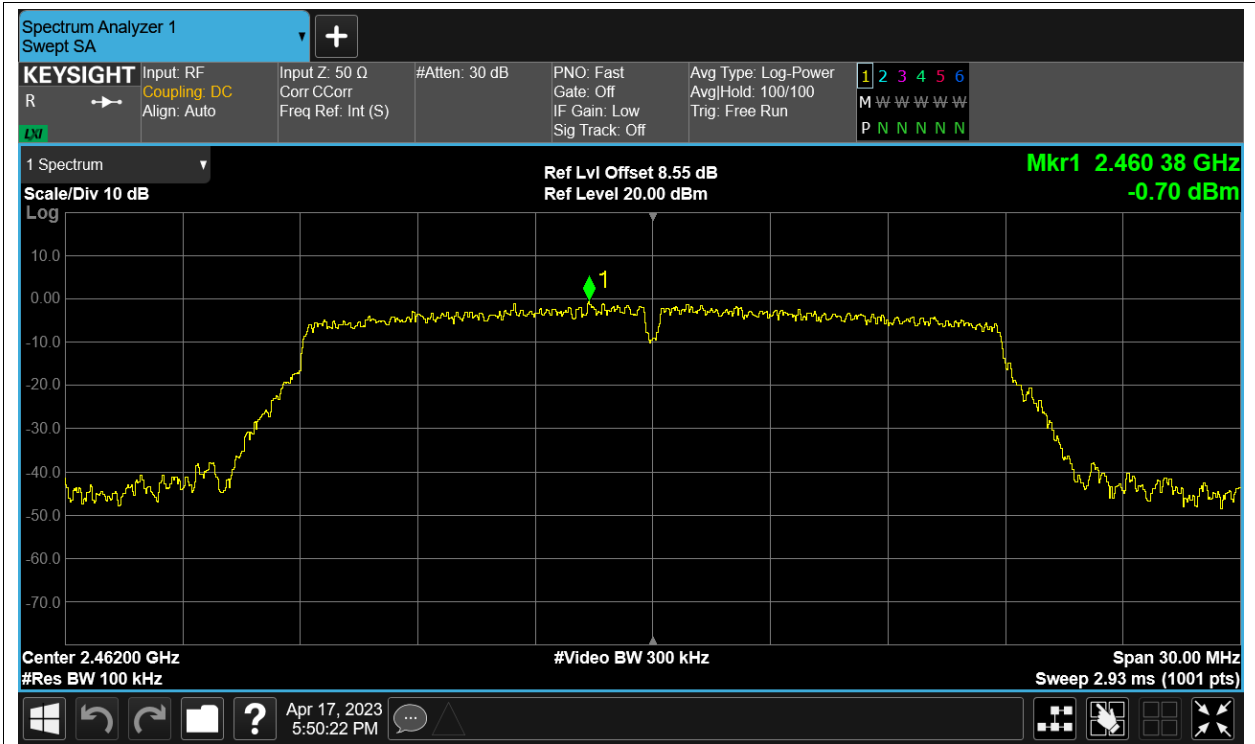 Spectrum Analyzer 1
Swept SA
KEYSIGHT
R
LXI
Input: RF
Coupling: DC
Align: Auto
Input Z: 50 Ω
Corr CCorr
Freq Ref: Int (S)
#Atten: 30 dB
PNO: Fast
Gate: Off
IF Gain: Low
Sig Track: Off
Avg Type: Log-Power
Avg|Hold: 100/100
Trig: Free Run
1 2 3 4 5 6
M W W W W W
P N N N N N
1 Spectrum
Scale/Div 10 dB
Log
Ref Lvl Offset 8.55 dB
Ref Level 20.00 dBm
Mkr1 2.460 38 GHz
-0.70 dBm
1
10.0
0.00
-10.0
-20.0
-30.0
-40.0
-50.0
-60.0
-70.0
Center 2.46200 GHz
#Res BW 100 kHz
#Video BW 300 kHz
Span 30.00 MHz
Sweep 2.93 ms (1001 pts)
?
Apr 17, 2023
5:50:22 PM